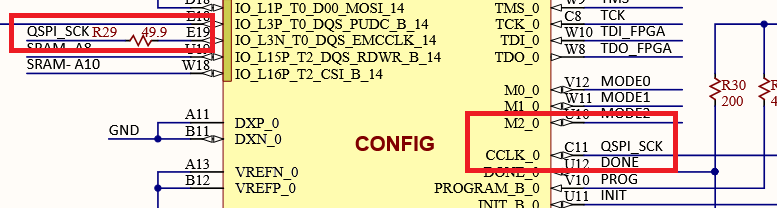 IO_L1P_T0_D00_MOSI_14
TMS_0
E18 IO_L3P_T0_DQS_PUDC_B_14 TCK_0 C8 TCK
QSPI_SCK R29 49.9 E19 IO_L3N_T0_DQS_EMCCLK_14 TDI_0 W10 TDI_FPGA
SRAM-A8 IO_L15P_T2_DQS_RDWR_B_14 TDO_0 W8 TDO_FPGA
SRAM- A10 W18 IO_L16P_T2_CSI_B_14
M0_0 V12 MODE0 R30
M1_0 W11 MODE1 200
A11 DXP_0 M2_0 U10 MODE2
GND B11 DXN_0
CONFIG
CCLK_0 C11 QSPI_SCK
A13 VREFN_0 DONE_0 U12 DONE
B12 VREFP_0 PROGRAM_B_0 V10 PROG
INIT_B_0 U11 INIT